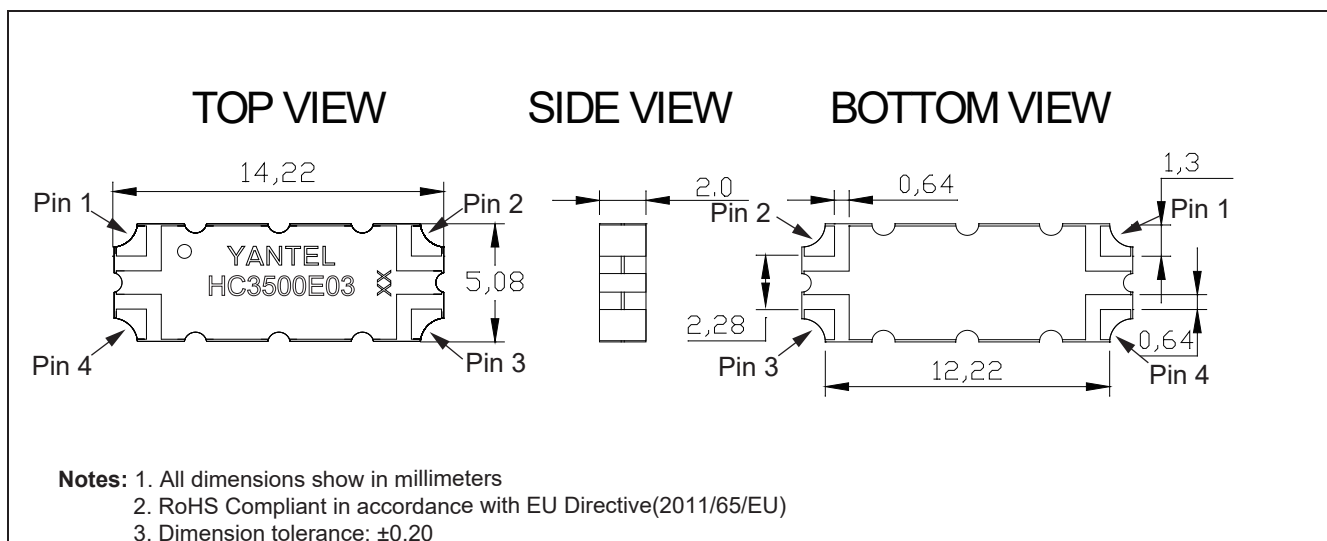 TOP VIEW
SIDE VIEW
BOTTOM VIEW
14,22
2.0
0,64
1,3
Pin 1
Pin 2
Pin 2
Pin 1
YANTEL
HC3500E03
XX
5,08
2,28
0,64
Pin 4
Pin 3
Pin 3
Pin 4
12,22
Notes: 1. All dimensions show in millimeters
2. RoHS Compliant in accordance with EU Directive(2011/65/EU)
3. Dimension tolerance: ±0.20